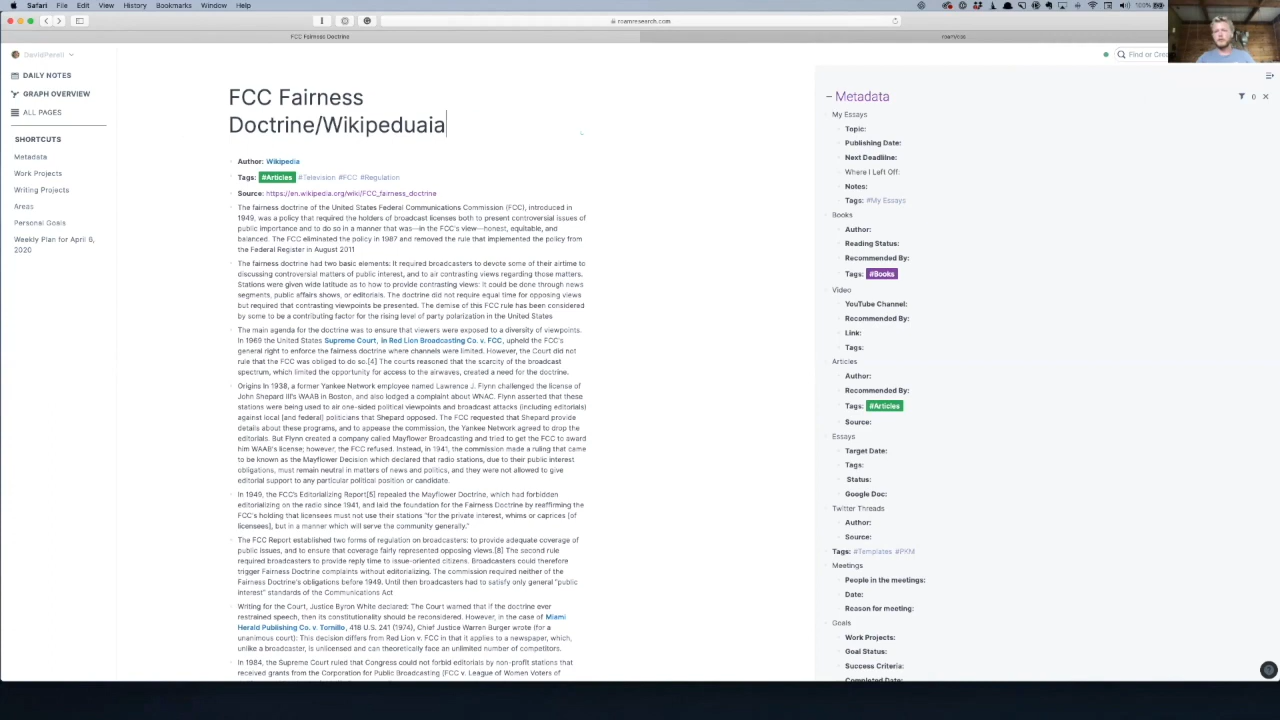 Safari File Edit View History Bookmarks Window Help
100%
roamresearch.com
FCC Fairness Doctrine
DavidPerell
DAILY NOTES
GRAPH OVERVIEW
ALL PAGES
SHORTCUTS
Metadata
Work Projects
Writing Projects
Areas
Personal Goals
Weekly Plan for April 6,
2020
FCC Fairness
Doctrine/Wikipeduaia
Author: Wikipedia
Tags: #Articles #Television #FCC #Regulation
Source: https://en.wikipedia.org/wiki/FCC_fairness_doctrine
The fairness doctrine of the United States Federal Communications Commission (FCC), introduced in
1949, was a policy that required the holders of broadcast licenses both to present controversial issues of
public importance and to do so in a manner that was—in the FCC's view—honest, equitable, and
balanced. The FCC eliminated the policy in 1987 and removed the rule that implemented the policy from
the Federal Register in August 2011
The fairness doctrine had two basic elements: It required broadcasters to devote some of their airtime to
discussing controversial matters of public interest, and to air contrasting views regarding those matters.
Stations were given wide latitude as to how to provide contrasting views: It could be done through news
segments, public affairs shows, or editorials. The doctrine did not require equal time for opposing views
but required that contrasting viewpoints be presented. The demise of this FCC rule has been considered
by some to be a contributing factor for the rising level of party polarization in the United States
The main agenda for the doctrine was to ensure that viewers were exposed to a diversity of viewpoints.
In 1969 the United States Supreme Court, in Red Lion Broadcasting Co. v. FCC, upheld the FCC's
general right to enforce the fairness doctrine where channels were limited. However, the Court did not
rule that the FCC was obliged to do so.[4] The courts reasoned that the scarcity of the broadcast
spectrum, which limited the opportunity for access to the airwaves, created a need for the doctrine.
Origins In 1938, a former Yankee Network employee named Lawrence J. Flynn challenged the license of
John Shepard III's WAAB in Boston, and also lodged a complaint about WNAC. Flynn asserted that these
stations were being used to air one-sided political viewpoints and broadcast attacks (including editorials)
against local [and federal] politicians that Shepard opposed. The FCC requested that Shepard provide
details about these programs, and to appease the commission, the Yankee Network agreed to drop the
editorials. But Flynn created a company called Mayflower Broadcasting and tried to get the FCC to award
him WAAB's license; however, the FCC refused. Instead, in 1941, the commission made a ruling that came
to be known as the Mayflower Decision which declared that radio stations, due to their public interest
obligations, must remain neutral in matters of news and politics, and they were not allowed to give
editorial support to any particular political position or candidate.
In 1949, the FCC's Editorializing Report[5] repealed the Mayflower Doctrine, which had forbidden
editorializing on the radio since 1941, and laid the foundation for the Fairness Doctrine by reaffirming the
FCC's holding that licensees must not use their stations "for the private interest, whims or caprices [of
licensees], but in a manner which will serve the community generally."
The FCC Report established two forms of regulation on broadcasters: to provide adequate coverage of
public issues, and to ensure that coverage fairly represented opposing views.[8] The second rule
required broadcasters to provide reply time to issue-oriented citizens. Broadcasters could therefore
trigger Fairness Doctrine complaints without editorializing. The commission required neither of the
Fairness Doctrine's obligations before 1949. Until then broadcasters had to satisfy only general "public
interest" standards of the Communications Act
Writing for the Court, Justice Byron White declared: The Court warned that if the doctrine ever
restrained speech, then its constitutionality should be reconsidered. However, in the case of Miami
Herald Publishing Co. v. Tornillo, 418 U.S. 241 (1974), Chief Justice Warren Burger wrote (for a
unanimous court): This decision differs from Red Lion v. FCC in that it applies to a newspaper, which,
unlike a broadcaster, is unlicensed and can theoretically face an unlimited number of competitors.
In 1984, the Supreme Court ruled that Congress could not forbid editorials by non-profit stations that
received grants from the Corporation for Public Broadcasting (FCC v. League of Women Voters of
Find or Cre
Metadata
0
My Essays
Topic:
Publishing Date:
Next Deadline:
Where I Left Off:
Notes:
Tags: #My Essays
Books
Author:
Reading Status:
Recommended By:
Tags: #Books
Video
YouTube Channel:
Recommended By:
Link:
Tags:
Articles
Author:
Recommended By:
Tags: #Articles
Source:
Essays
Target Date:
Tags:
Status:
Google Doc:
Twitter Threads
Author:
Source:
Tags: #Templates #PKM
Meetings
People in the meetings:
Date:
Reason for meeting:
Goals
Work Projects:
Goal Status:
Success Criteria:
Completed Date: